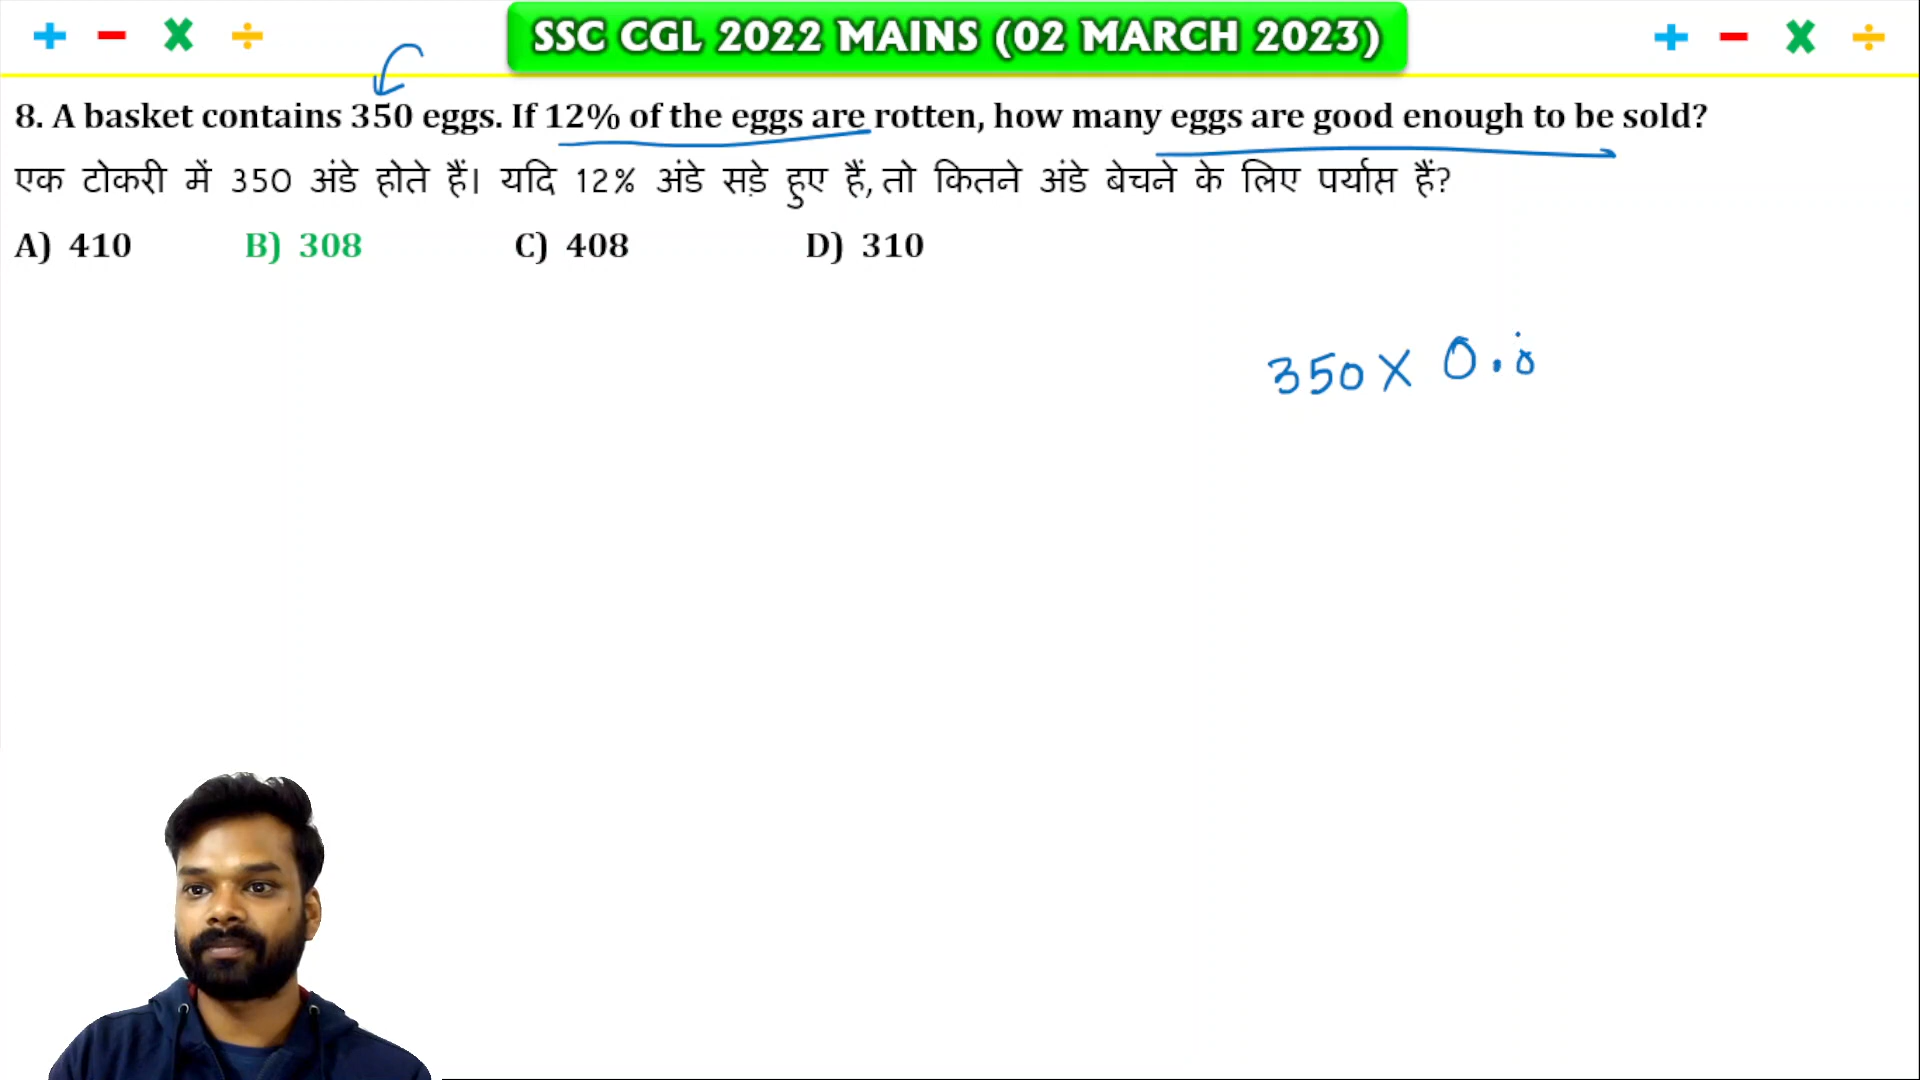 SSC CGL 2022 MAINS (02 MARCH 2023)
8. A basket contains 350 eggs. If 12% of the eggs are rotten, how many eggs are good enough to be sold?
एक टोकरी में 350 अंडे होते हैं। यदि 12% अंडे सड़े हुए हैं, तो कितने अंडे बेचने के लिए पर्याप्त हैं?
A) 410 B) 308 C) 408 D) 310
350 X 0.